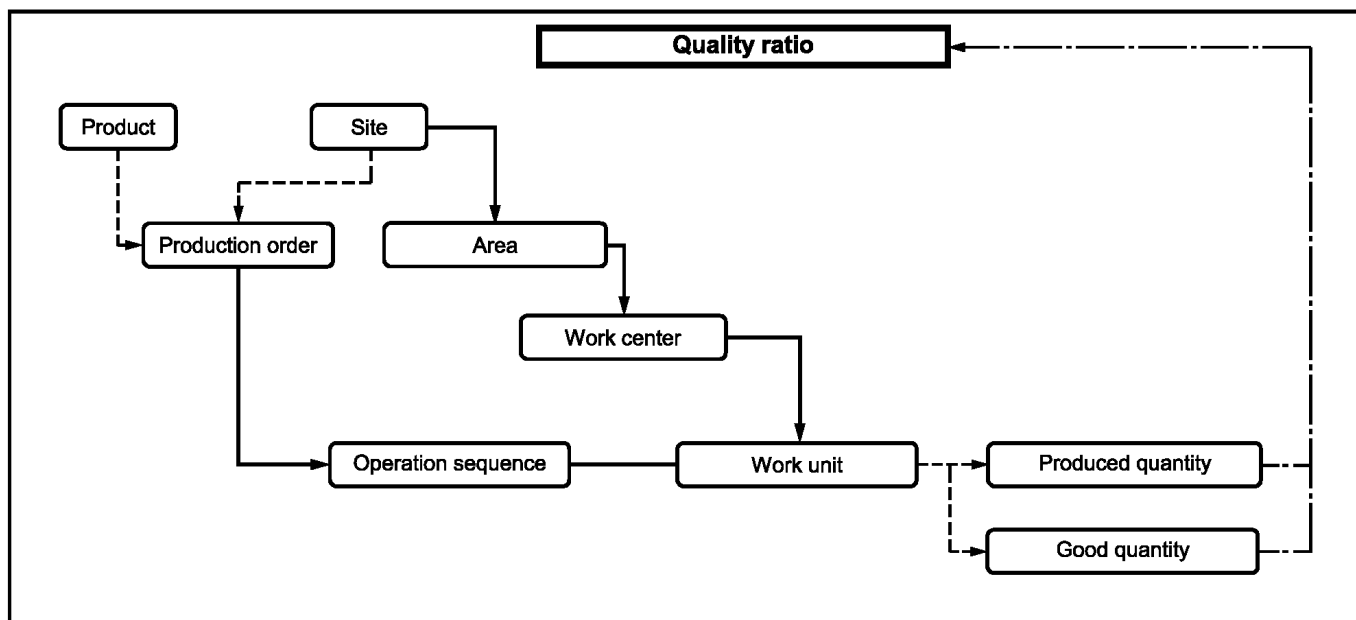 Quality ratio
Product
Site
Production order
Area
Work center
Operation sequence
Work unit
Produced quantity
Good quantity